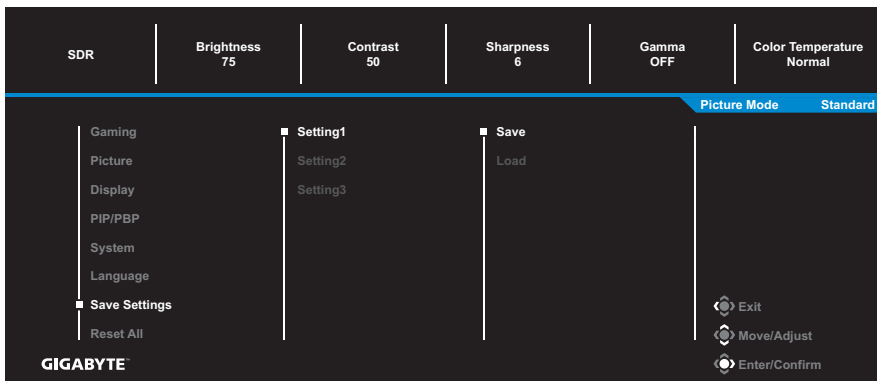 SDR
Brightness
75
Contrast
50
Sharpness
6
Gamma
OFF
Color Temperature
Normal
Picture Mode Standard
Gaming
Picture
Display
PIP/PBP
System
Language
Save Settings
Reset All
Setting1
Setting2
Setting3
Save
Load
Exit
Move/Adjust
Enter/Confirm
GIGABYTE™